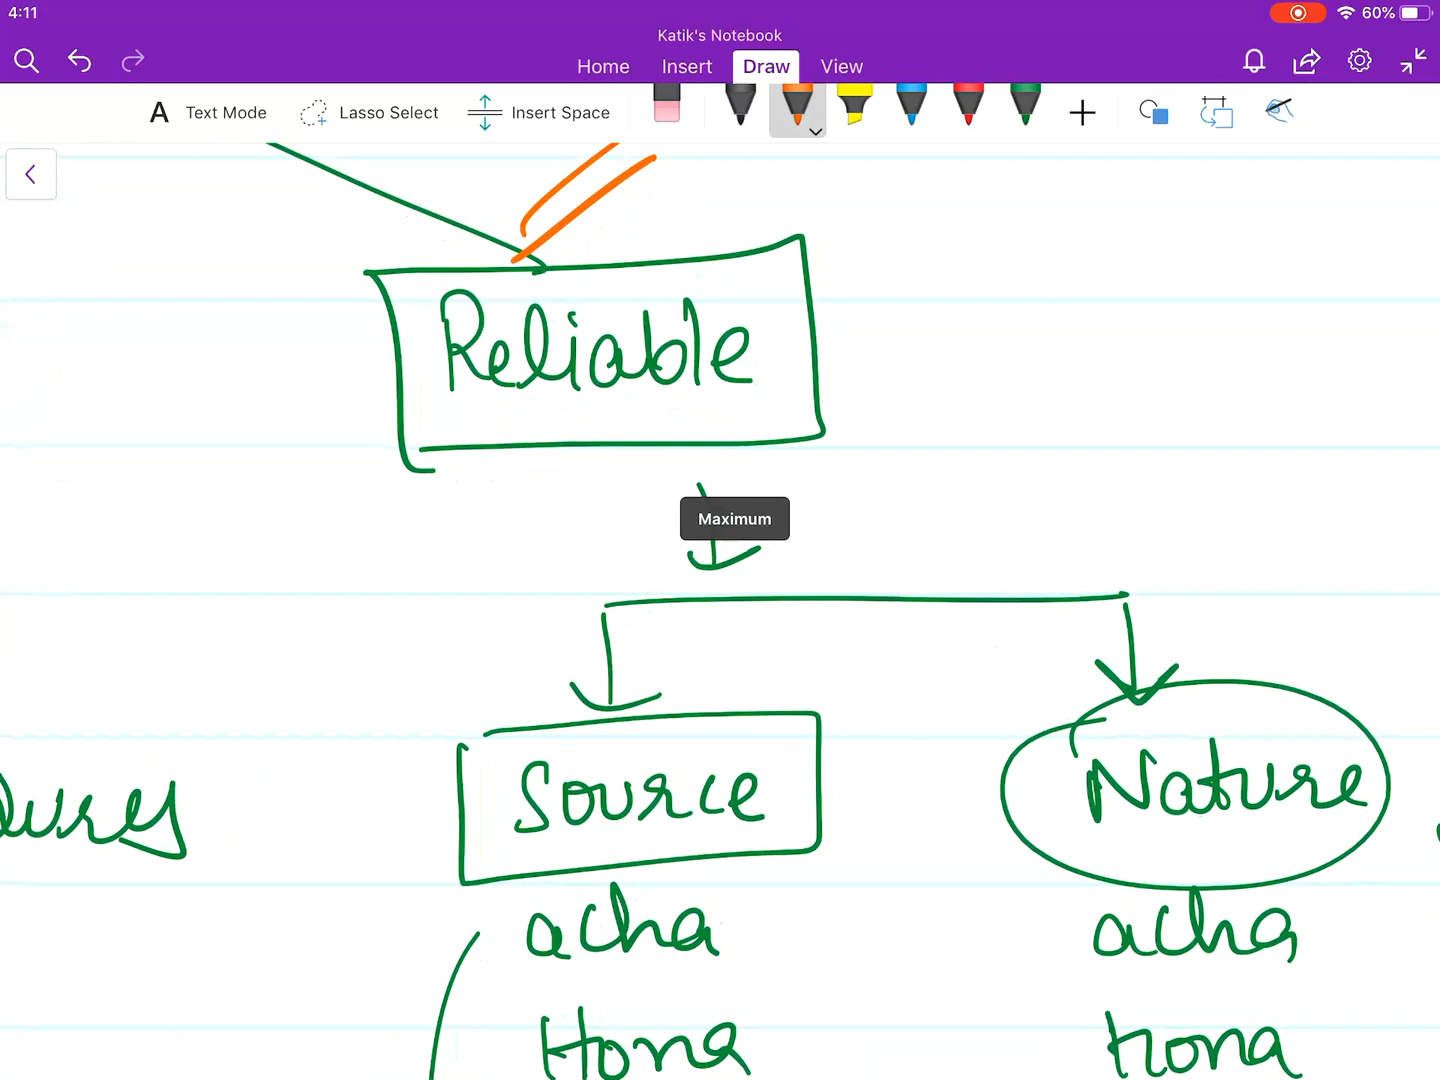 4:11
60%
Katik's Notebook
Home Insert Draw View
A Text Mode Lasso Select Insert Space
Reliable
Maximum
Source Nature
acha acha
Hona hona